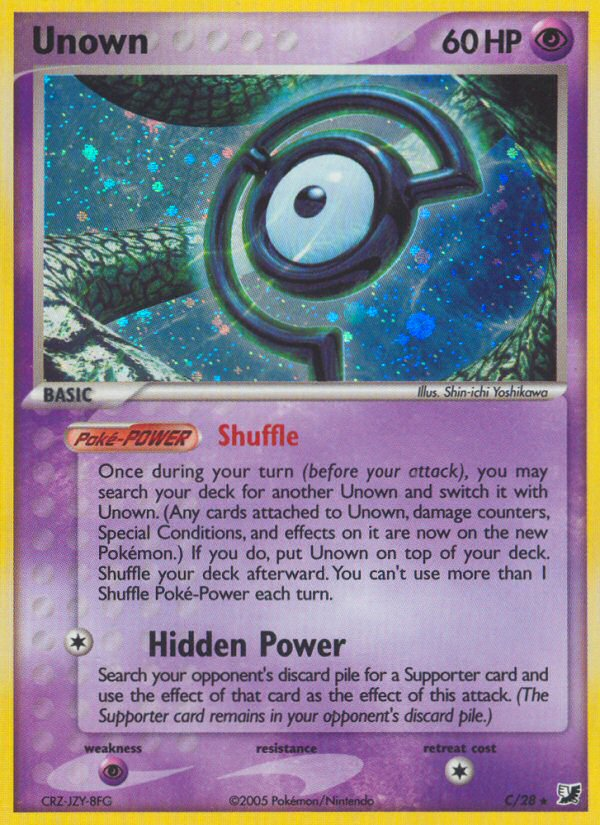 Unown 60 HP
BASIC
Illus. Shin-ichi Yoshikawa
Poké-POWER Shuffle
Once during your turn (before your attack), you may
search your deck for another Unown and switch it with
Unown. (Any cards attached to Unown, damage counters,
Special Conditions, and effects on it are now on the new
Pokémon.) If you do, put Unown on top of your deck.
Shuffle your deck afterward. You can't use more than 1
Shuffle Poké-Power each turn.
Hidden Power
Search your opponent's discard pile for a Supporter card and
use the effect of that card as the effect of this attack. (The
Supporter card remains in your opponent's discard pile.)
weakness resistance retreat cost
CRZ-JZY-8FG ©2005 Pokémon/Nintendo C/28 ★